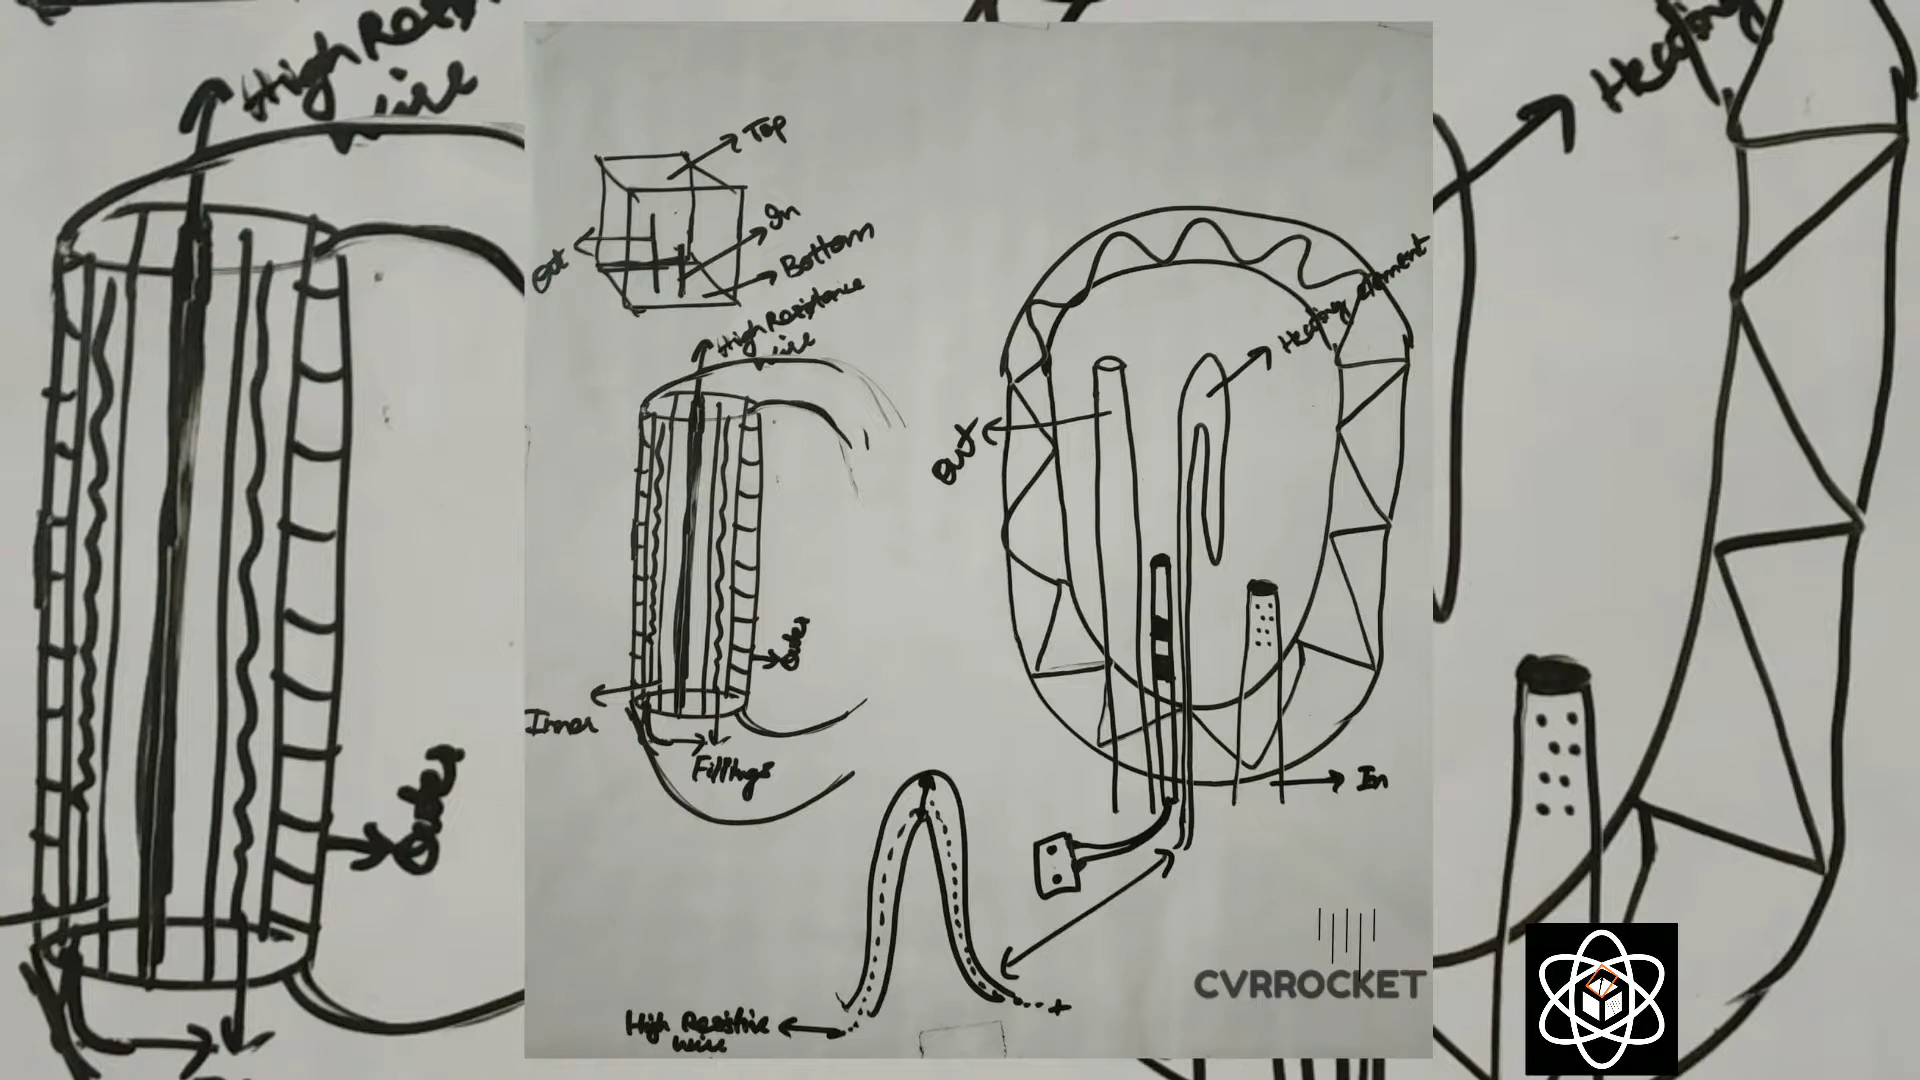 Top
In
Out
Bottom
High Resistance
wire
Heating element
Out
Outer
Inner
Fillings
In
High Resistive
wire
+
CVRROCKET
High Resis
wire
Heating
Outer